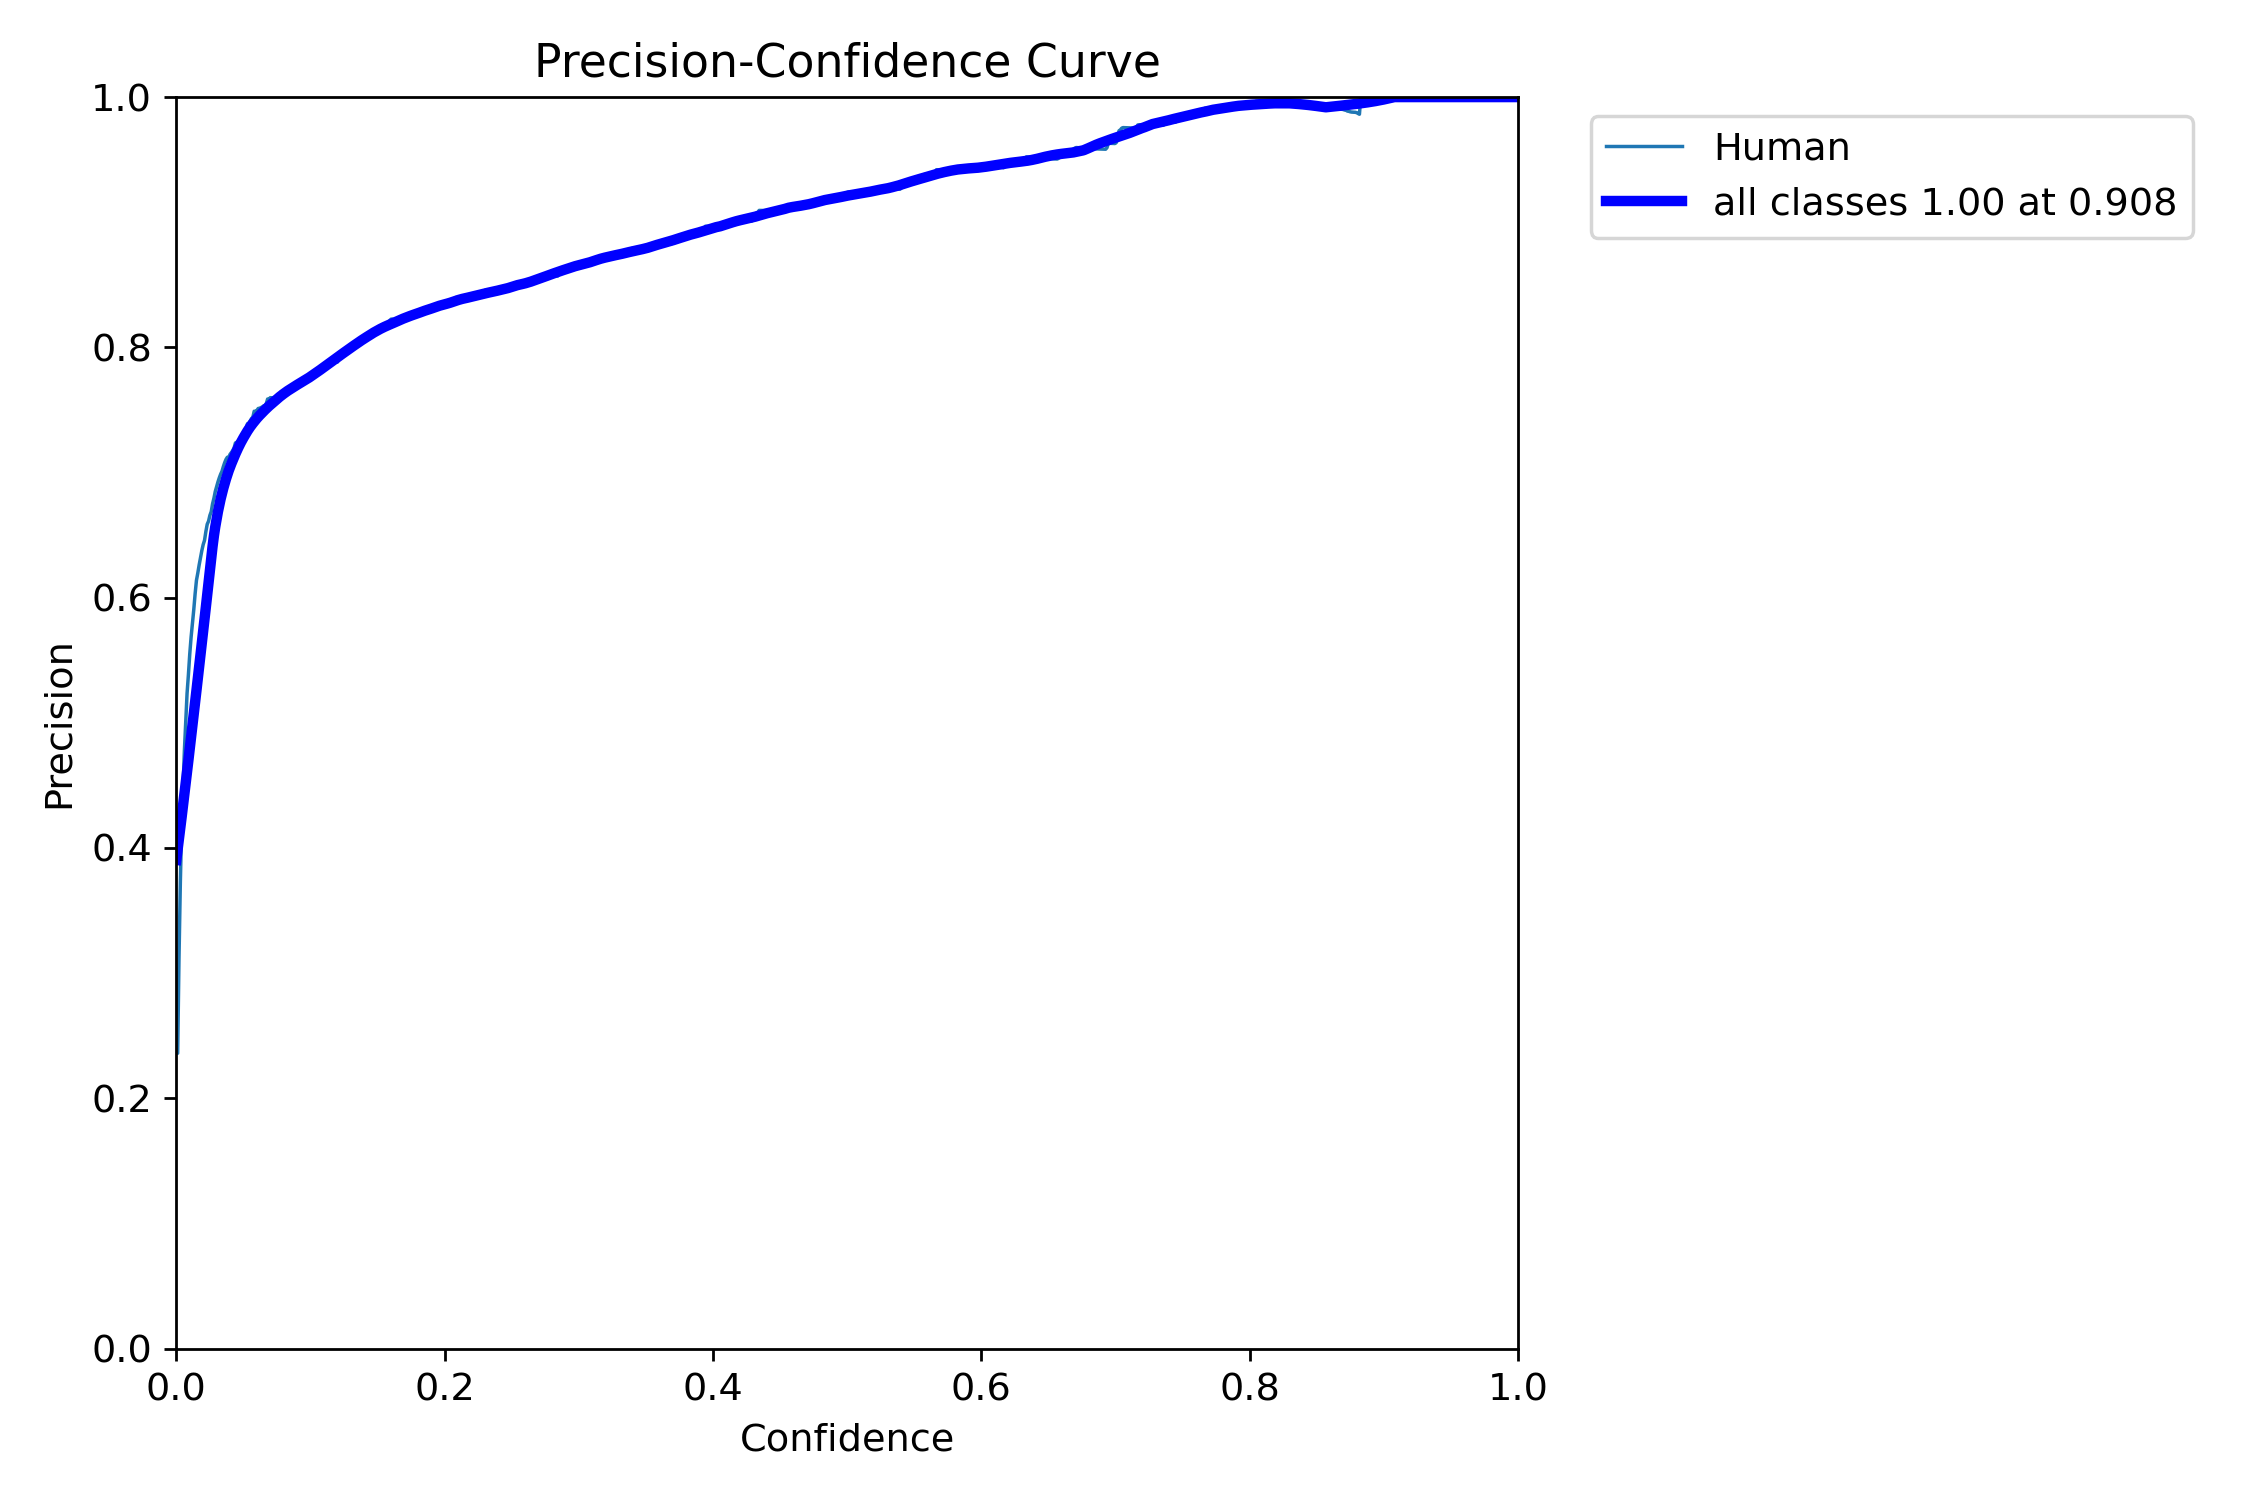 Precision-Confidence Curve
1.0
0.8
0.6
0.4
0.2
0.0
Precision
0.0 0.2 0.4 0.6 0.8 1.0
Confidence
Human
all classes 1.00 at 0.908